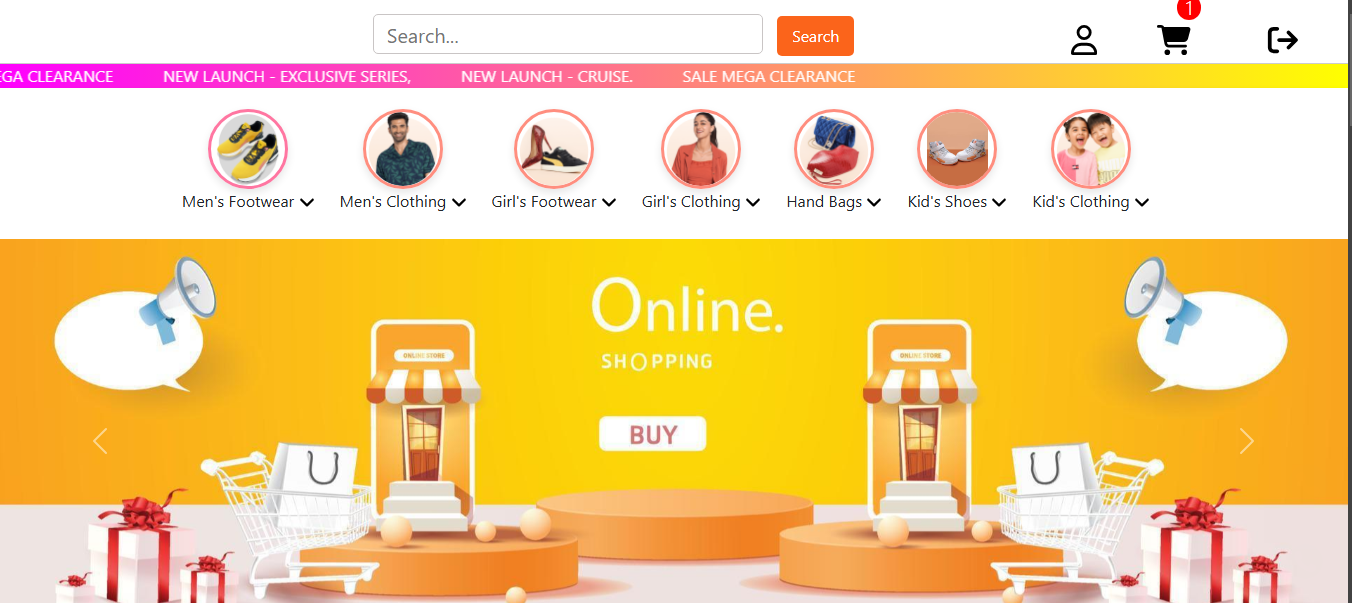 1
Search...
Search
EGA CLEARANCE NEW LAUNCH - EXCLUSIVE SERIES, NEW LAUNCH - CRUISE. SALE MEGA CLEARANCE
Men's Footwear
Men's Clothing
Girl's Footwear
Girl's Clothing
Hand Bags
Kid's Shoes
Kid's Clothing
Online.
SHOPPING
ONLINE STORE
ONLINE STORE
BUY